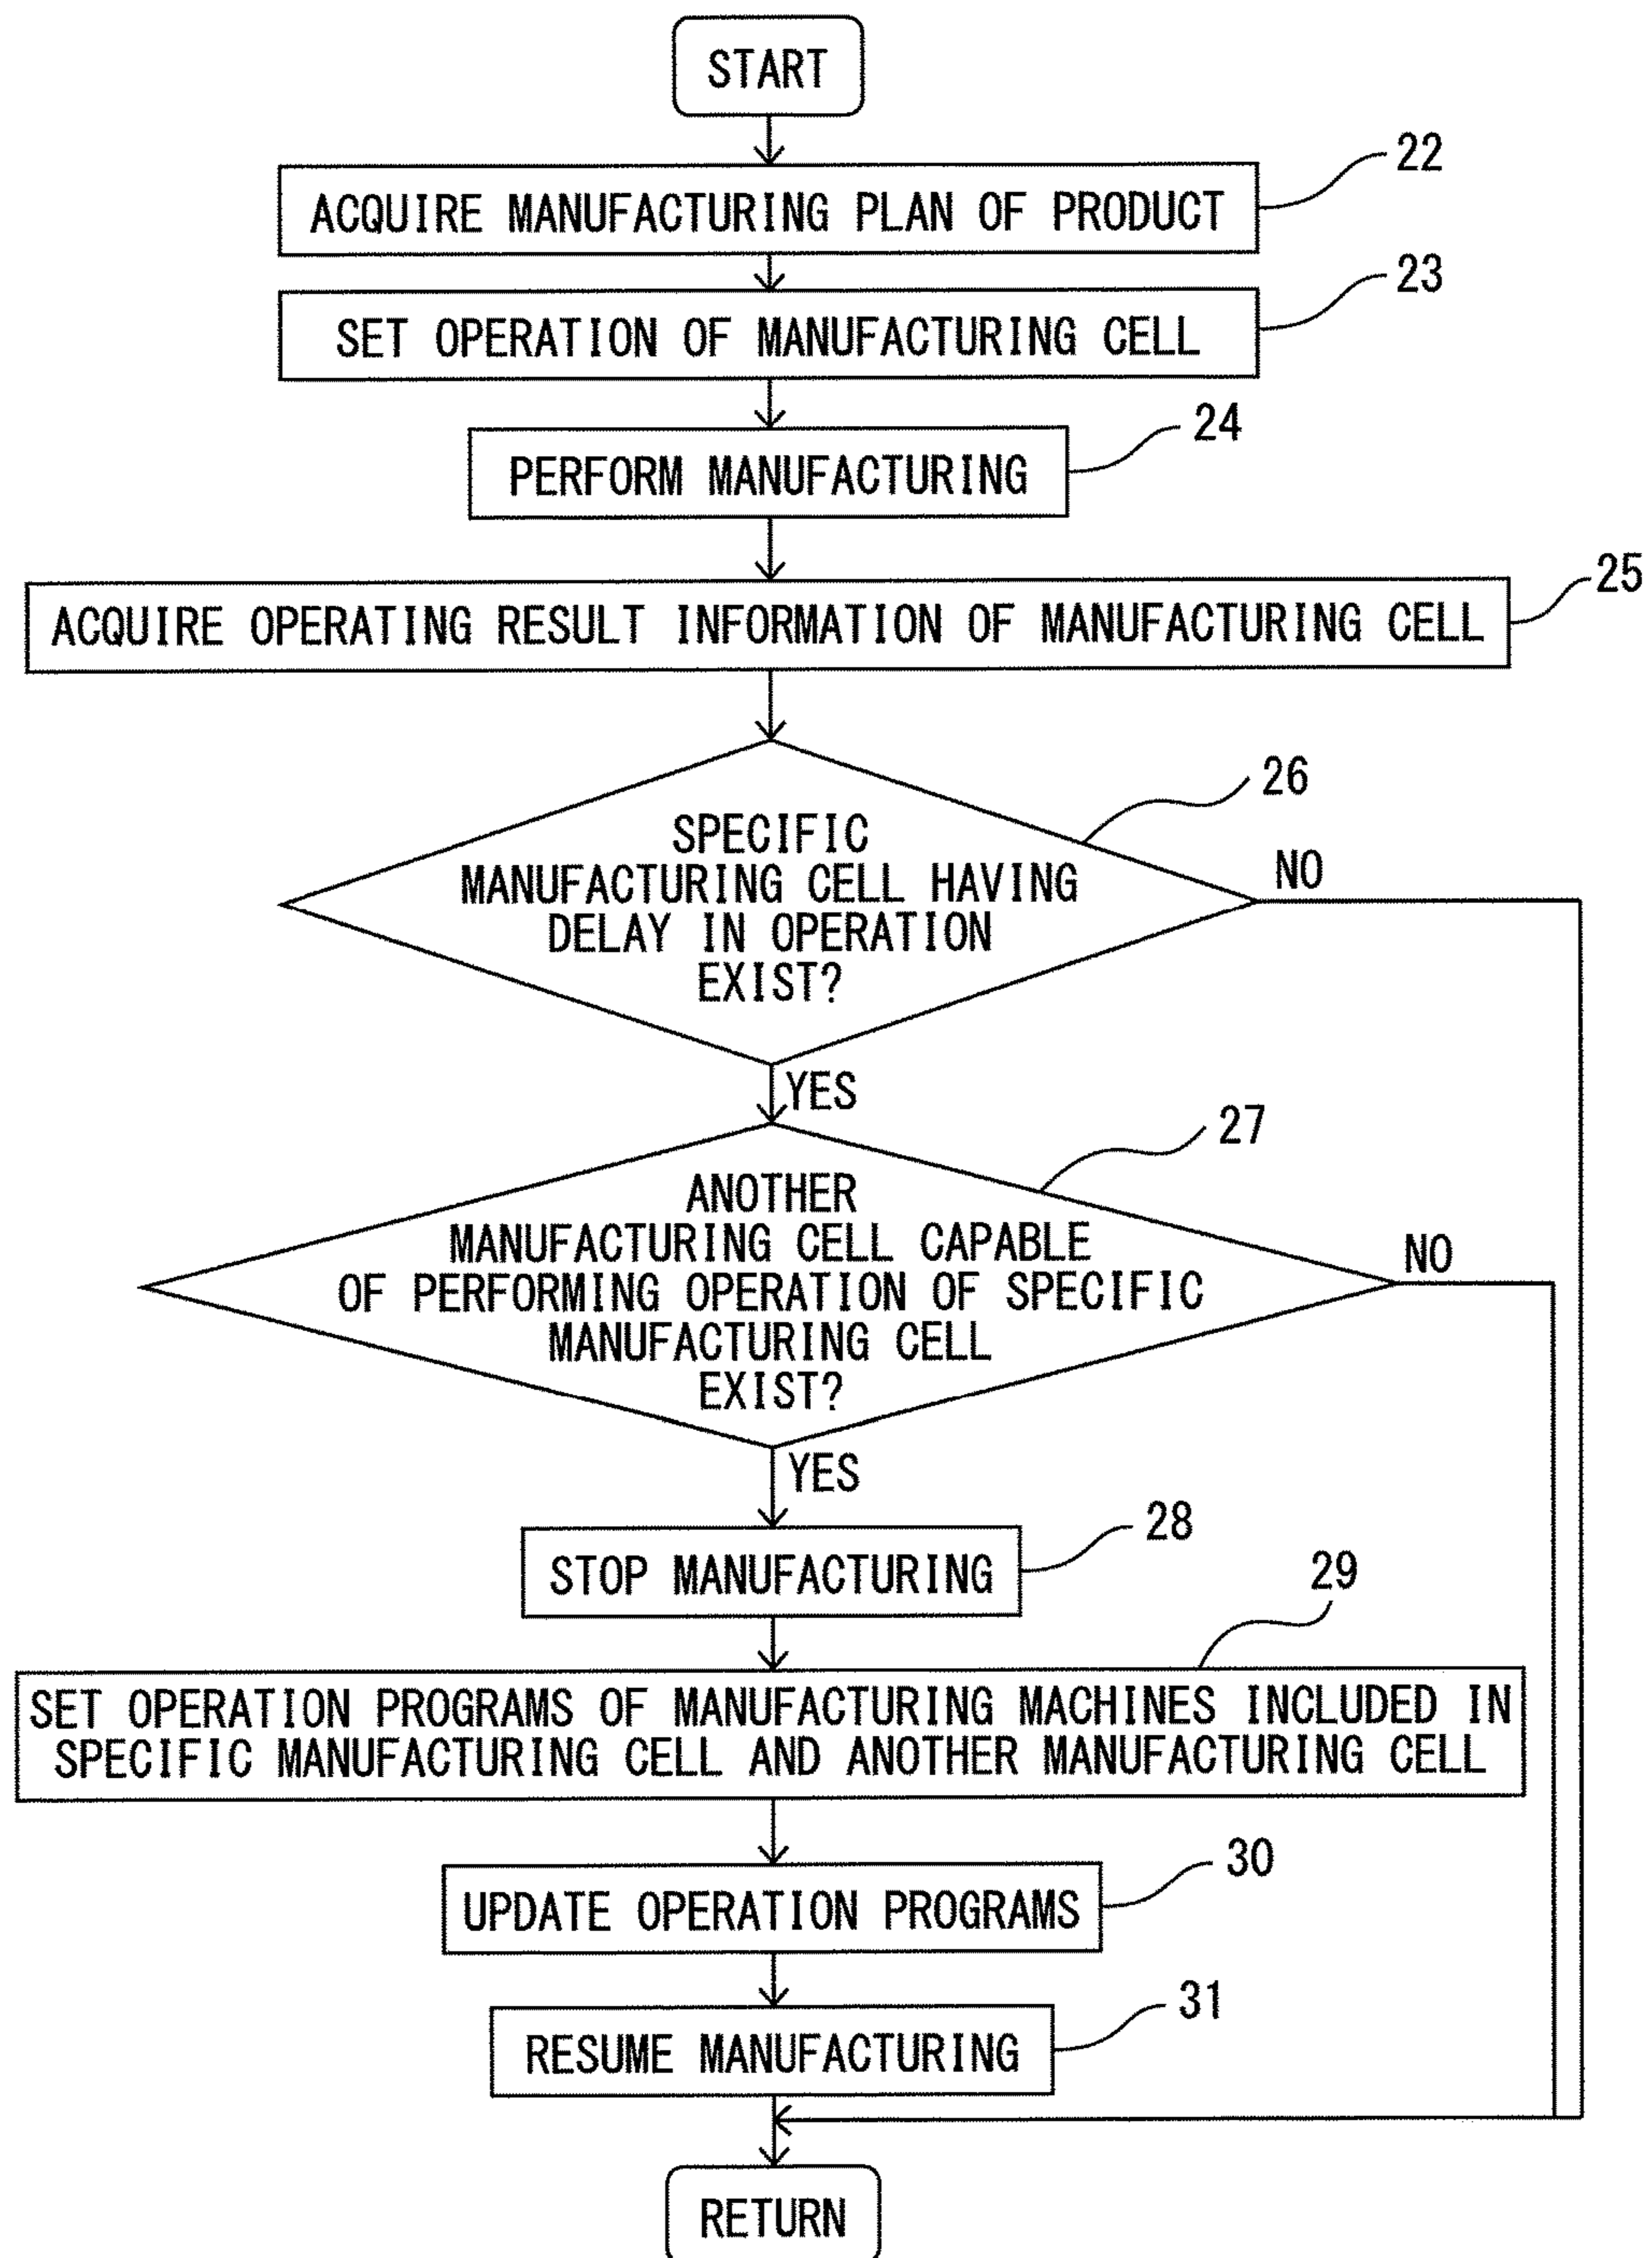 START
22
ACQUIRE MANUFACTURING PLAN OF PRODUCT
23
SET OPERATION OF MANUFACTURING CELL
24
PERFORM MANUFACTURING
25
ACQUIRE OPERATING RESULT INFORMATION OF MANUFACTURING CELL
26
SPECIFIC
MANUFACTURING CELL HAVING
DELAY IN OPERATION
EXIST?
NO
YES
27
ANOTHER
MANUFACTURING CELL CAPABLE
OF PERFORMING OPERATION OF SPECIFIC
MANUFACTURING CELL
EXIST?
NO
YES
28
STOP MANUFACTURING
29
SET OPERATION PROGRAMS OF MANUFACTURING MACHINES INCLUDED IN
SPECIFIC MANUFACTURING CELL AND ANOTHER MANUFACTURING CELL
30
UPDATE OPERATION PROGRAMS
31
RESUME MANUFACTURING
RETURN